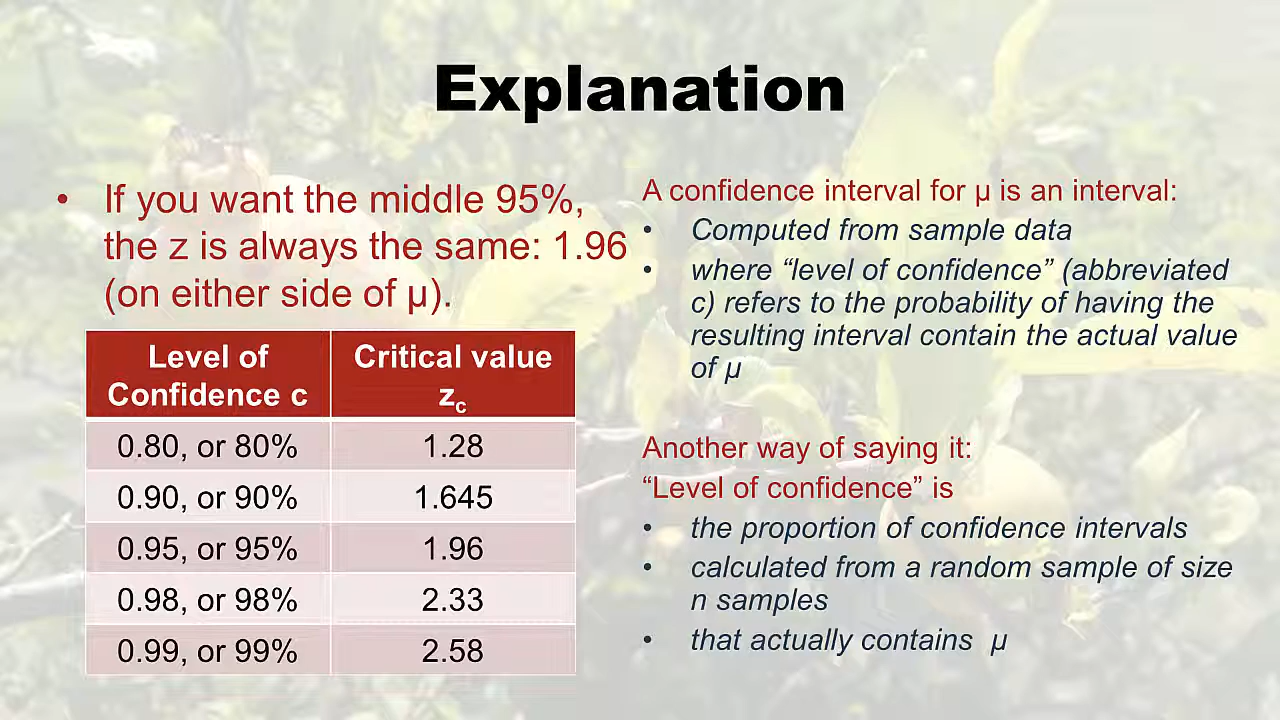 Explanation
• If you want the middle 95%,
the z is always the same: 1.96
(on either side of μ).
Level of Confidence c
Critical value zc
0.80, or 80% 1.28
0.90, or 90% 1.645
0.95, or 95% 1.96
0.98, or 98% 2.33
0.99, or 99% 2.58
A confidence interval for μ is an interval:
• Computed from sample data
• where “level of confidence” (abbreviated
c) refers to the probability of having the
resulting interval contain the actual value
of μ
Another way of saying it:
“Level of confidence” is
• the proportion of confidence intervals
• calculated from a random sample of size
n samples
• that actually contains μ